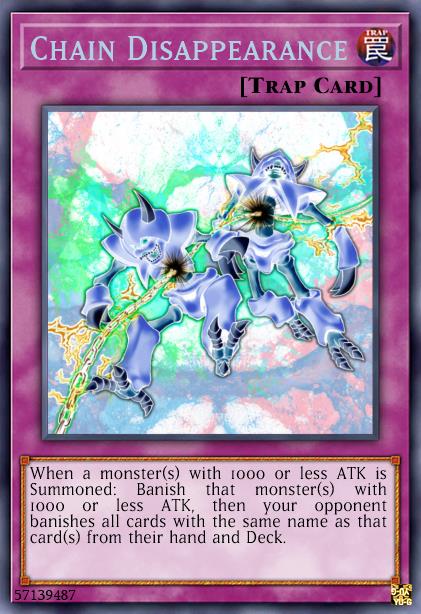 CHAIN DISAPPEARANCE
TRAP
罠
[TRAP CARD]
When a monster(s) with 1000 or less ATK is
Summoned: Banish that monster(s) with
1000 or less ATK, then your opponent
banishes all cards with the same name as that
card(s) from their hand and Deck.
57139487